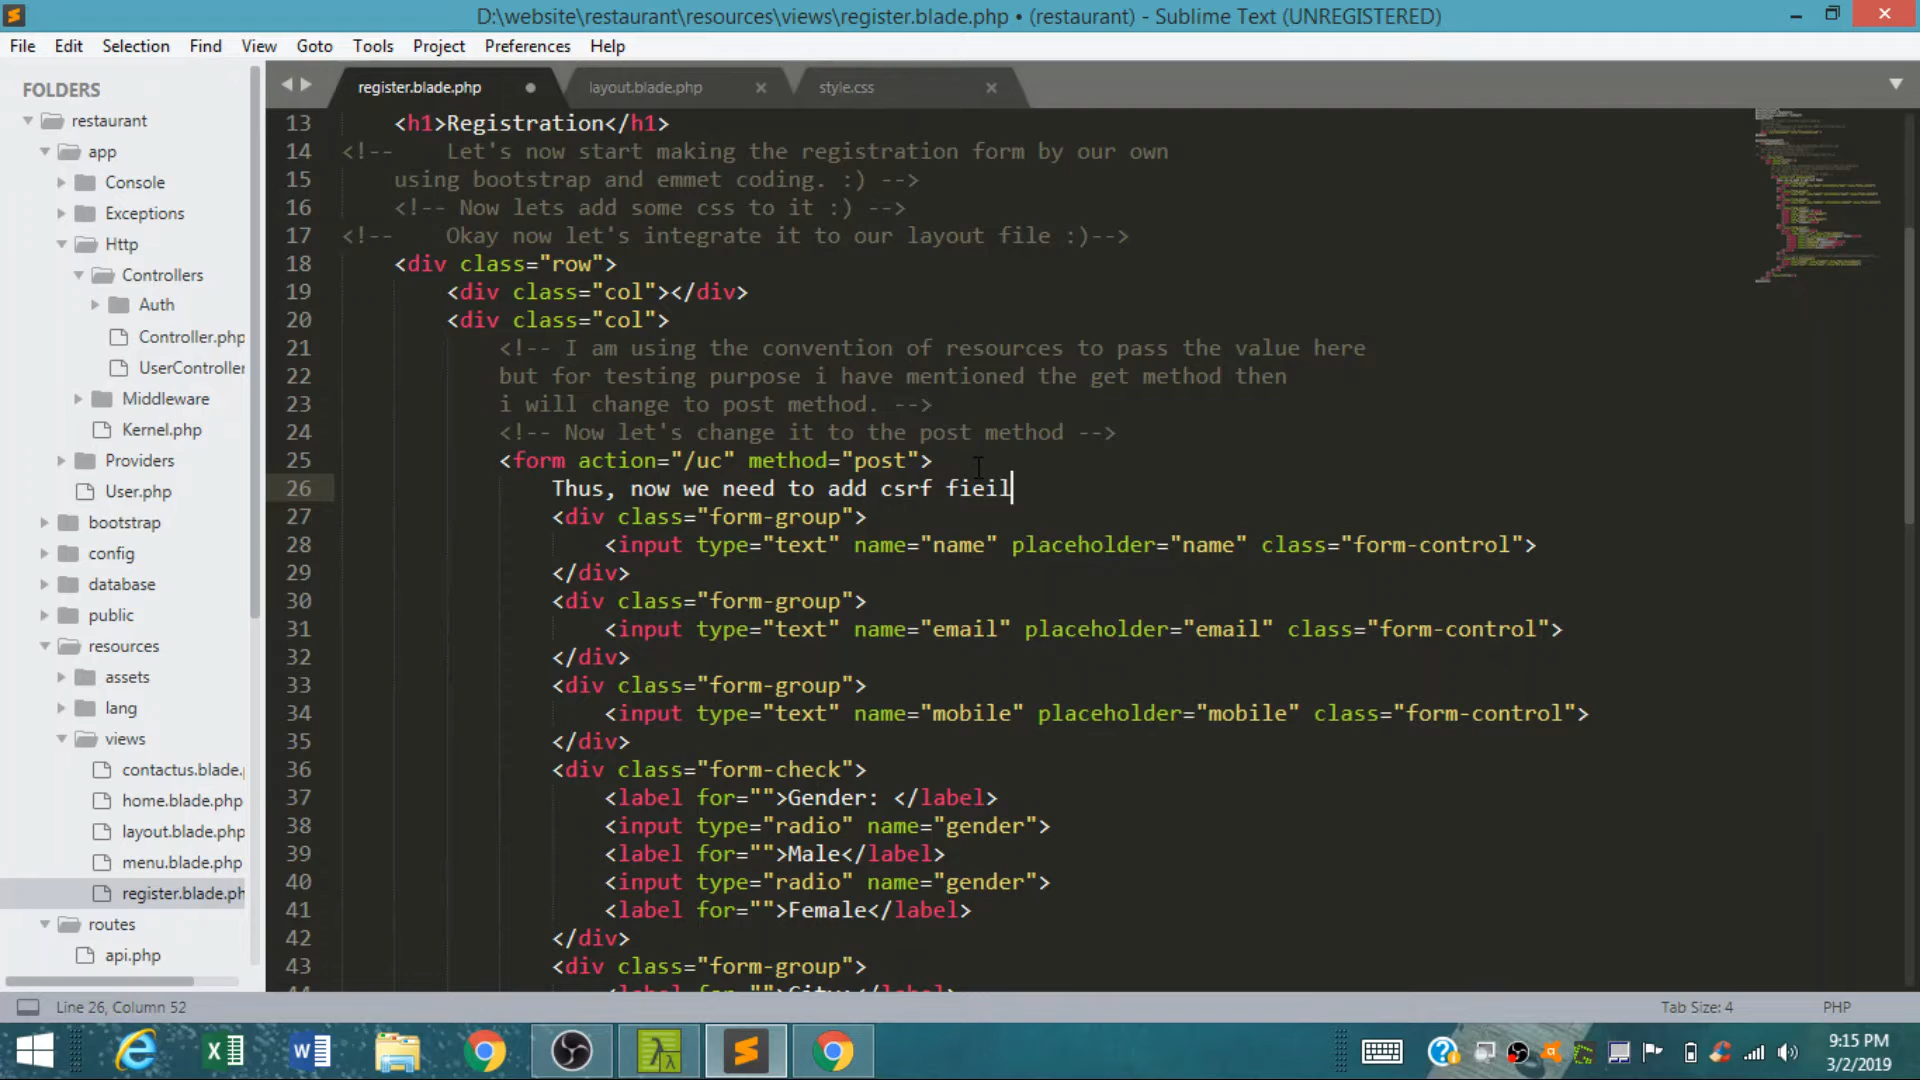 D:\website\restaurant\resources\views\register.blade.php • (restaurant) - Sublime Text (UNREGISTERED)
File Edit Selection Find View Goto Tools Project Preferences Help
FOLDERS
restaurant
app
Console
Exceptions
Http
Controllers
Auth
Controller.php
UserController
Middleware
Kernel.php
Providers
User.php
bootstrap
config
database
public
resources
assets
lang
views
contactus.blade.
home.blade.php
layout.blade.php
menu.blade.php
register.blade.ph
routes
api.php
register.blade.php layout.blade.php style.css
13 <h1>Registration</h1>
14 <!-- Let's now start making the registration form by our own
15 using bootstrap and emmet coding. :) -->
16 <!-- Now lets add some css to it :) -->
17 <!-- Okay now let's integrate it to our layout file :)-->
18 <div class="row">
19 <div class="col"></div>
20 <div class="col">
21 <!-- I am using the convention of resources to pass the value here
22 but for testing purpose i have mentioned the get method then
23 i will change to post method. -->
24 <!-- Now let's change it to the post method -->
25 <form action="/uc" method="post">
26 Thus, now we need to add csrf fieil
27 <div class="form-group">
28 <input type="text" name="name" placeholder="name" class="form-control">
29 </div>
30 <div class="form-group">
31 <input type="text" name="email" placeholder="email" class="form-control">
32 </div>
33 <div class="form-group">
34 <input type="text" name="mobile" placeholder="mobile" class="form-control">
35 </div>
36 <div class="form-check">
37 <label for="">Gender: </label>
38 <input type="radio" name="gender">
39 <label for="">Male</label>
40 <input type="radio" name="gender">
41 <label for="">Female</label>
42 </div>
43 <div class="form-group">
44 <label for="">City:</label>
Line 26, Column 52
Tab Size: 4
PHP
9:15 PM
3/2/2019